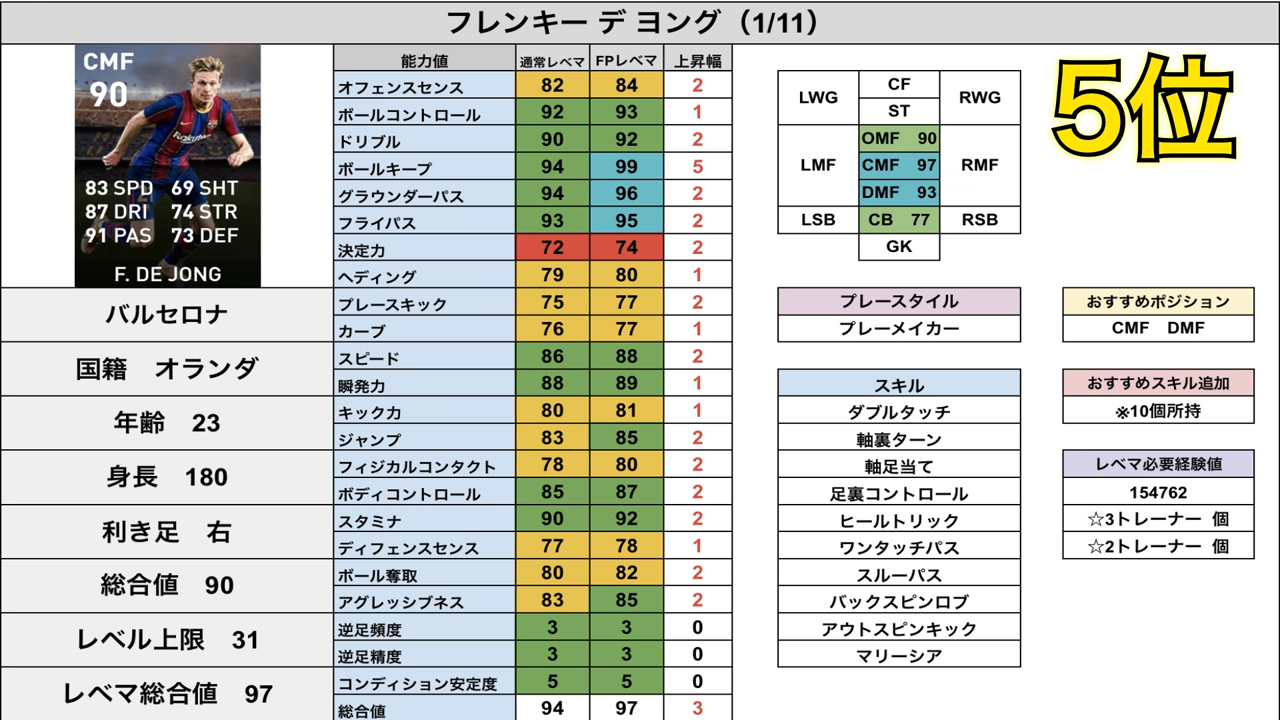 フレンキー デ ヨング（1/11）
5位
CMF
90
Rakuten
83 SPD 69 SHT
87 DRI 74 STR
91 PAS 73 DEF
F. DE JONG
バルセロナ
国籍　オランダ
年齢　23
身長　180
利き足　右
総合値　90
レベル上限　31
レベマ総合値　97
能力値 通常レベマ FPレベマ 上昇幅
オフェンスセンス 82 84 2
ボールコントロール 92 93 1
ドリブル 90 92 2
ボールキープ 94 99 5
グラウンダーパス 94 96 2
フライパス 93 95 2
決定力 72 74 2
ヘディング 79 80 1
プレースキック 75 77 2
カーブ 76 77 1
スピード 86 88 2
瞬発力 88 89 1
キック力 80 81 1
ジャンプ 83 85 2
フィジカルコンタクト 78 80 2
ボディコントロール 85 87 2
スタミナ 90 92 2
ディフェンスセンス 77 78 1
ボール奪取 80 82 2
アグレッシブネス 83 85 2
逆足頻度 3 3 0
逆足精度 3 3 0
コンディション安定度 5 5 0
総合値 94 97 3
LWG CF RWG
ST
OMF 90
LMF CMF 97 RMF
DMF 93
LSB CB 77 RSB
GK
プレースタイル
プレーメイカー
スキル
ダブルタッチ
軸裏ターン
軸足当て
足裏コントロール
ヒールトリック
ワンタッチパス
スルーパス
バックスピンロブ
アウトスピンキック
マリーシア
おすすめポジション
CMF　DMF
おすすめスキル追加
※10個所持
レベマ必要経験値
154762
☆3トレーナー 個
☆2トレーナー 個